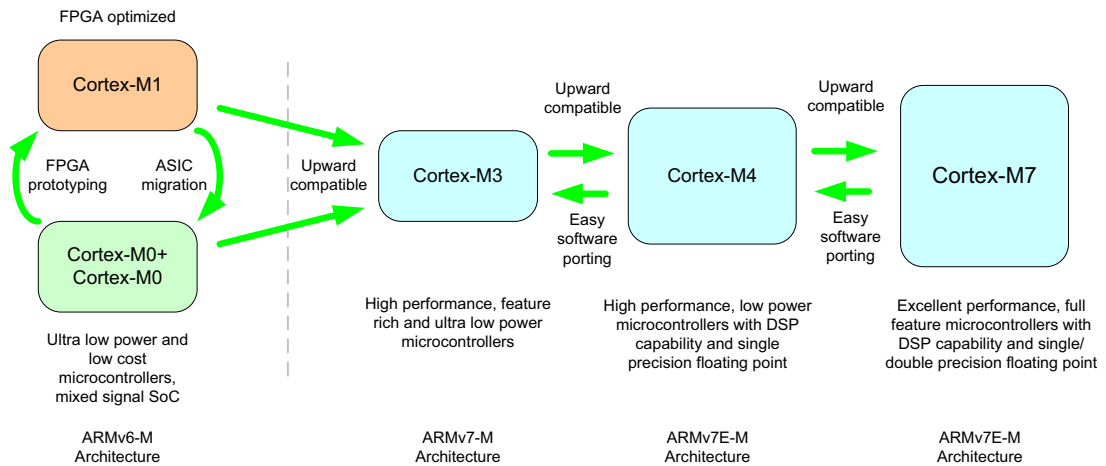 FPGA optimized
Cortex-M1
FPGA
prototyping
ASIC
migration
Cortex-M0+
Cortex-M0
Ultra low power and
low cost
microcontrollers,
mixed signal SoC
ARMv6-M
Architecture
Upward
compatible
Cortex-M3
High performance, feature
rich and ultra low power
microcontrollers
ARMv7-M
Architecture
Upward
compatible
Easy
software
porting
Cortex-M4
High performance, low power
microcontrollers with DSP
capability and single
precision floating point
ARMv7E-M
Architecture
Upward
compatible
Easy
software
porting
Cortex-M7
Excellent performance, full
feature microcontrollers with
DSP capability and single/
double precision floating point
ARMv7E-M
Architecture